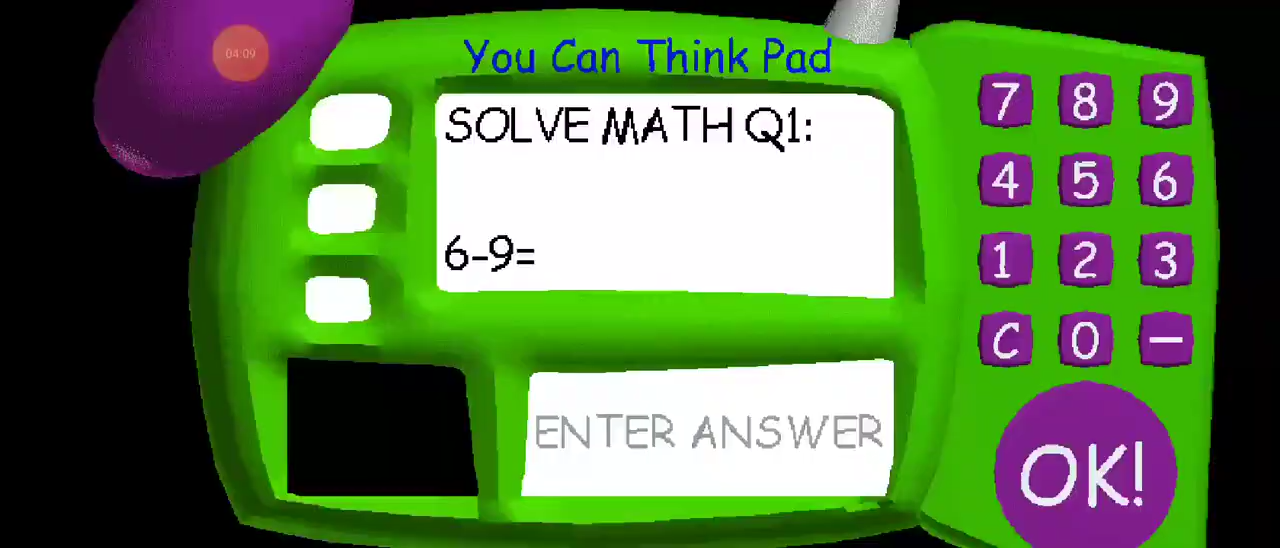 04:09
You Can Think Pad
SOLVE MATH Q1:
6-9=
ENTER ANSWER
7 8 9
4 5 6
1 2 3
C 0 −
OK!